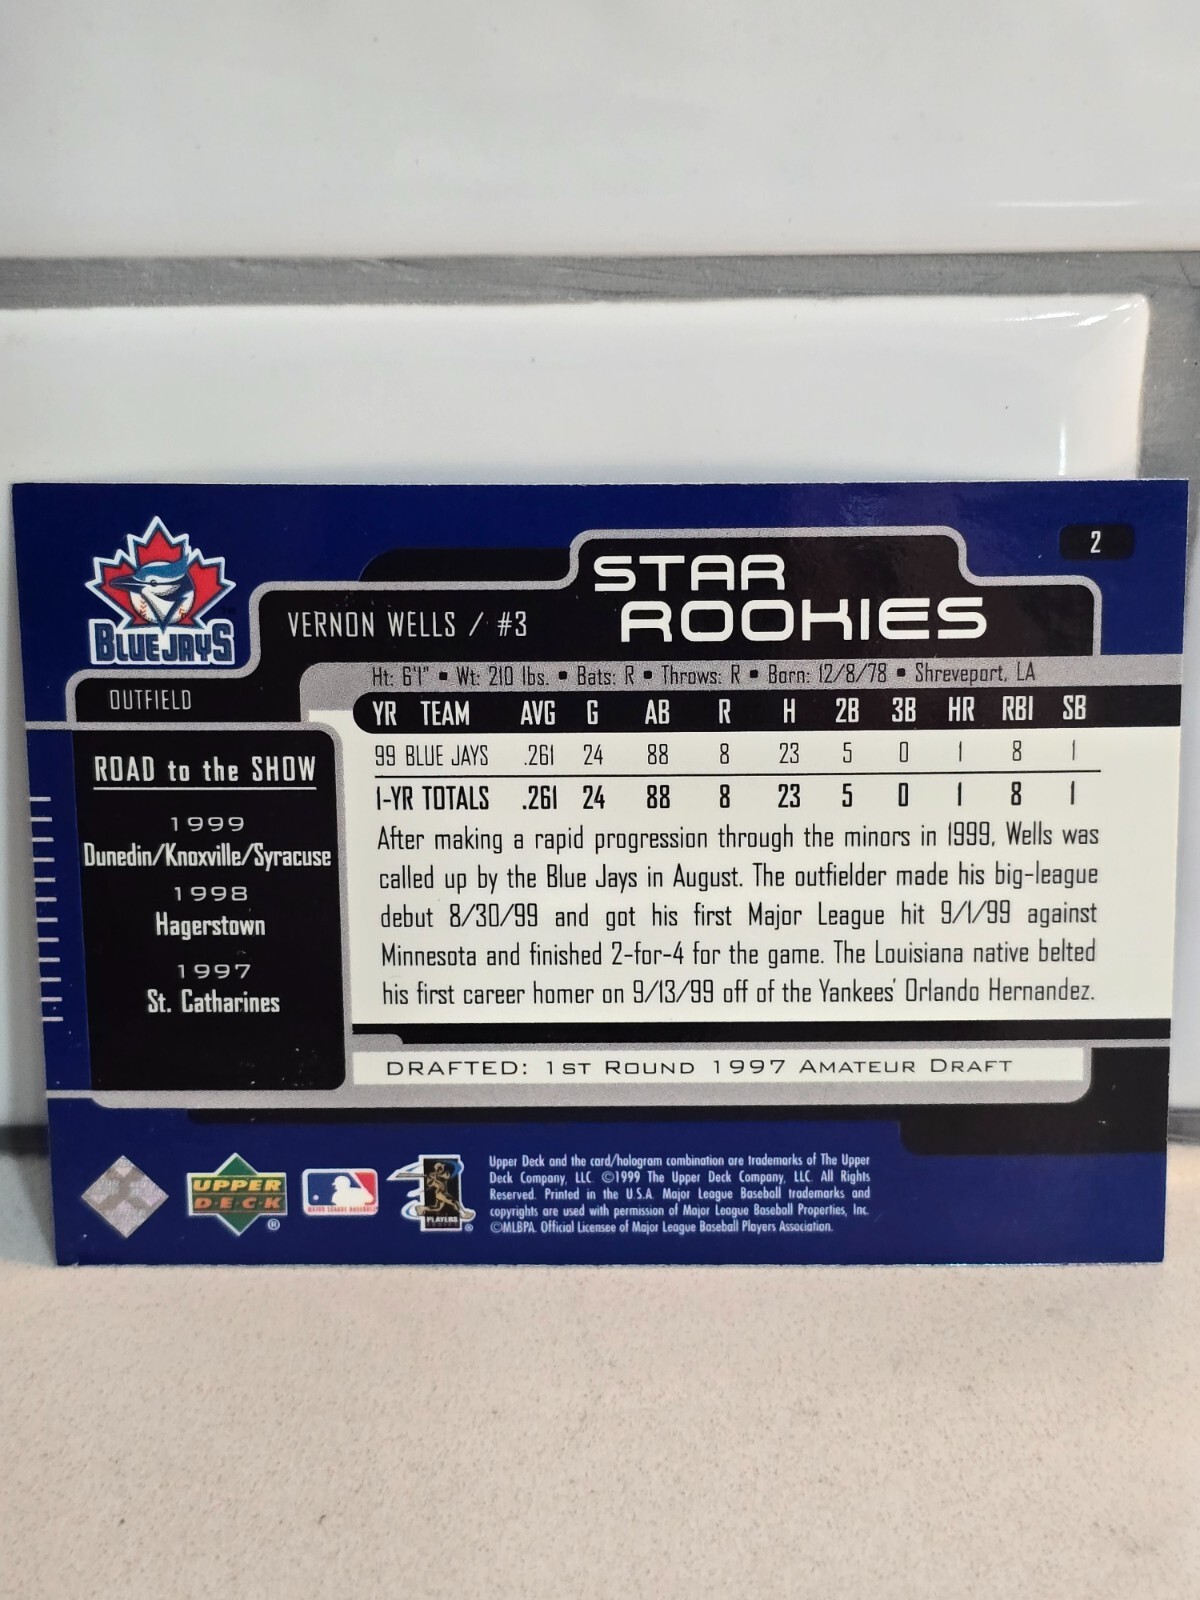 2
STAR
ROOKIES
BLUE JAYS
VERNON WELLS / #3
OUTFIELD
Ht: 6'1" • Wt: 210 lbs. • Bats: R • Throws: R • Born: 12/8/78 • Shreveport, LA
YR TEAM AVG G AB R H 2B 3B HR RBI SB
99 BLUE JAYS .261 24 88 8 23 5 0 1 8 1
1-YR TOTALS .261 24 88 8 23 5 0 1 8 1
ROAD to the SHOW
1999
Dunedin/Knoxville/Syracuse
1998
Hagerstown
1997
St. Catharines
After making a rapid progression through the minors in 1999, Wells was
called up by the Blue Jays in August. The outfielder made his big-league
debut 8/30/99 and got his first Major League hit 9/1/99 against
Minnesota and finished 2-for-4 for the game. The Louisiana native belted
his first career homer on 9/13/99 off of the Yankees' Orlando Hernandez.
DRAFTED: 1ST ROUND 1997 AMATEUR DRAFT
UPPER
DECK
®
MAJOR LEAGUE BASEBALL
PLAYERS
®
Upper Deck and the card/hologram combination are trademarks of The Upper
Deck Company, LLC. ©1999 The Upper Deck Company, LLC. All Rights
Reserved. Printed in the U.S.A. Major League Baseball trademarks and
copyrights are used with permission of Major League Baseball Properties, Inc.
©MLBPA. Official Licensee of Major League Baseball Players Association.